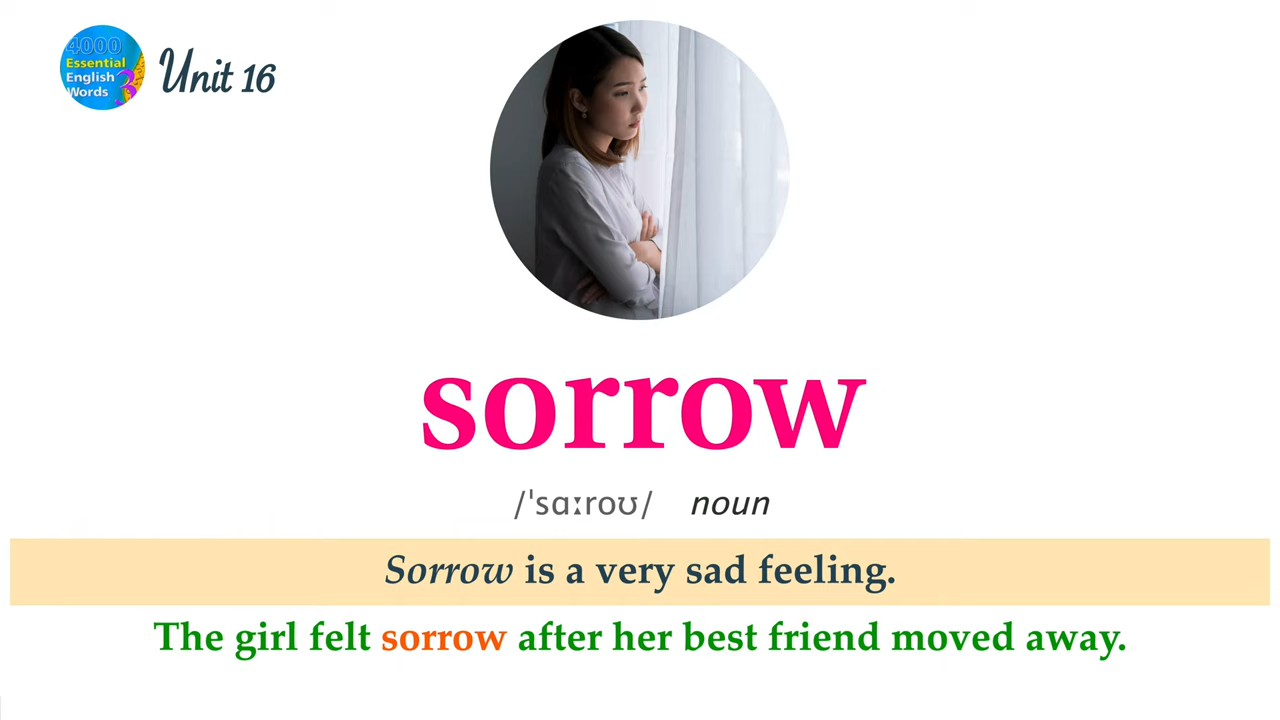 4000
Essential
English
Words 3
Unit 16
sorrow
/ˈsɑːroʊ/ noun
Sorrow is a very sad feeling.
The girl felt sorrow after her best friend moved away.